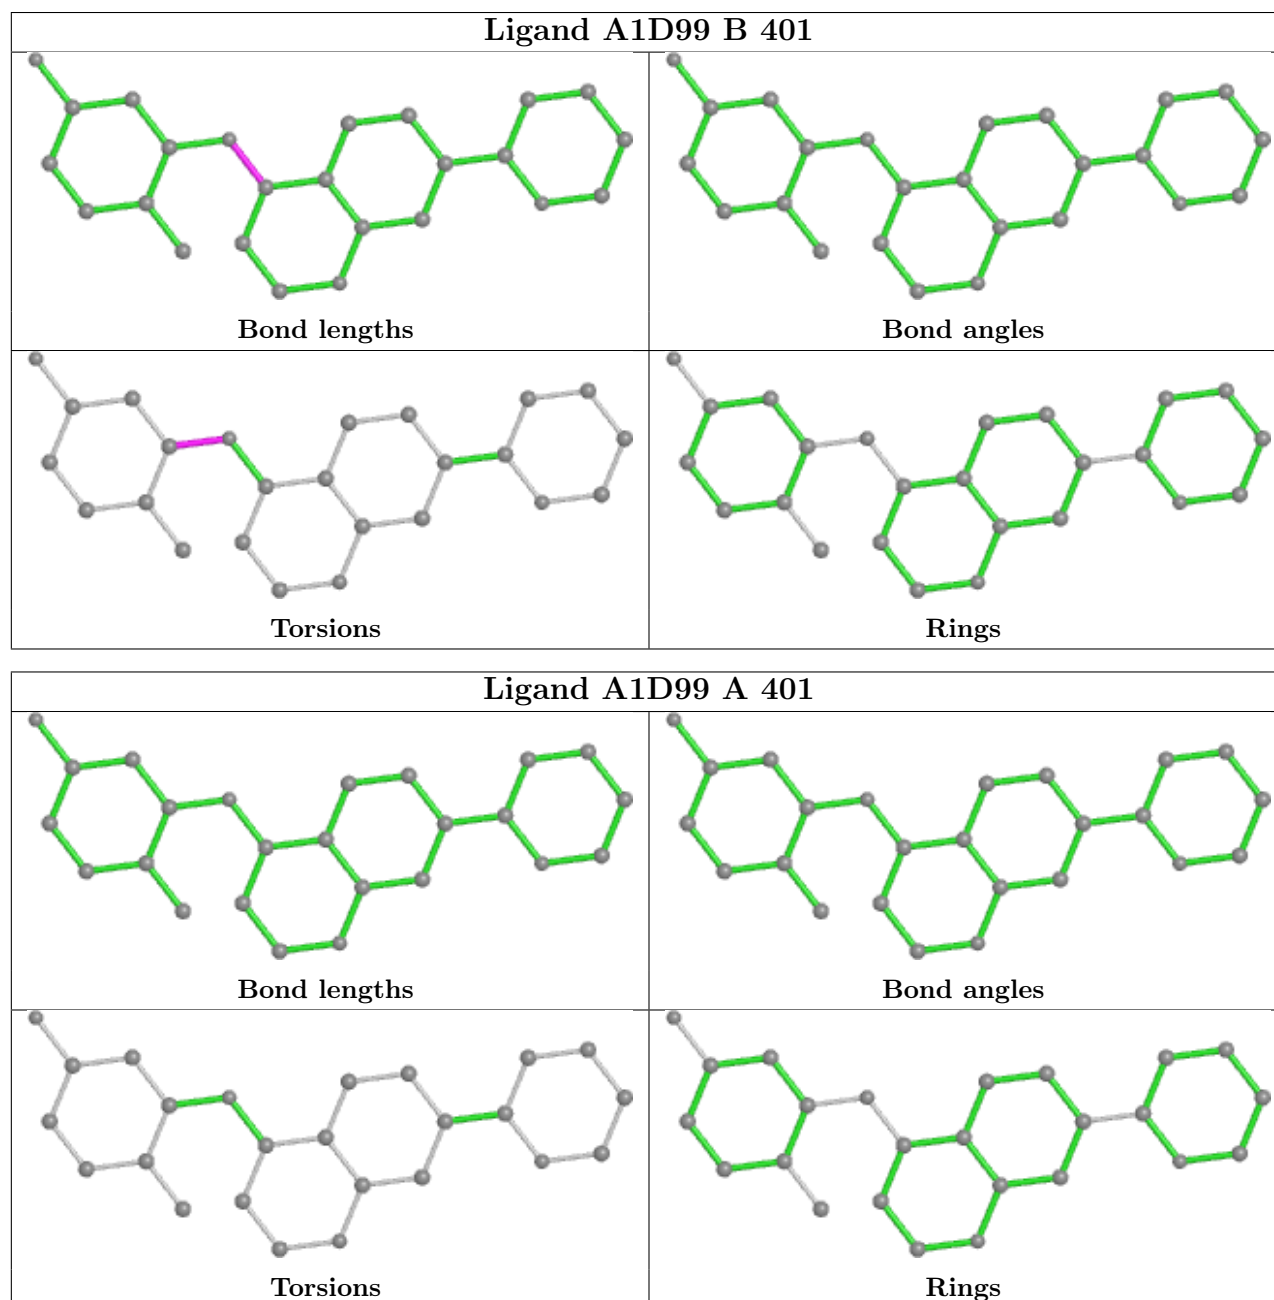 Ligand A1D99 B 401
Bond lengths
Bond angles
Torsions
Rings
Ligand A1D99 A 401
Bond lengths
Bond angles
Torsions
Rings